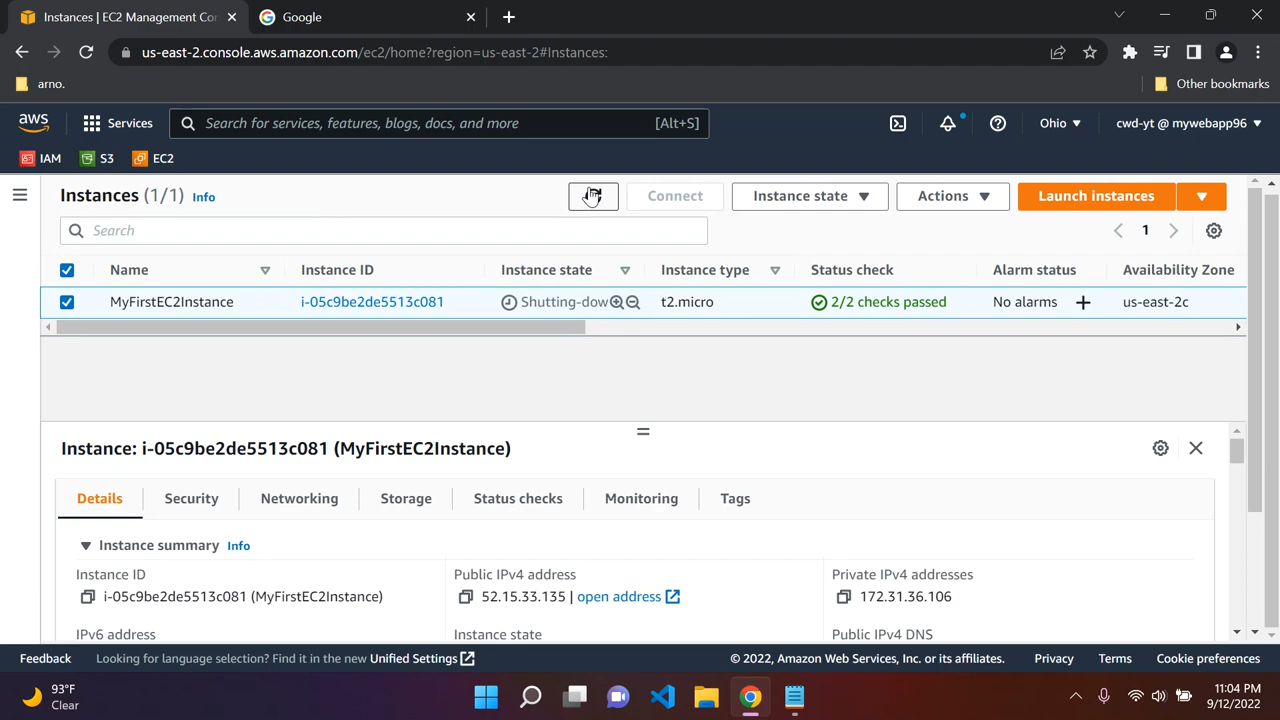 Instances | EC2 Management Con
Google
us-east-2.console.aws.amazon.com/ec2/home?region=us-east-2#Instances:
arno.
Other bookmarks
aws
Services
Search for services, features, blogs, docs, and more
[Alt+S]
Ohio
cwd-yt @ mywebapp96
IAM
S3
EC2
Instances (1/1) Info
Connect
Instance state
Actions
Launch instances
Search
1
Name
Instance ID
Instance state
Instance type
Status check
Alarm status
Availability Zone
MyFirstEC2Instance
i-05c9be2de5513c081
Shutting-dow
t2.micro
2/2 checks passed
No alarms
us-east-2c
Instance: i-05c9be2de5513c081 (MyFirstEC2Instance)
Details
Security
Networking
Storage
Status checks
Monitoring
Tags
Instance summary Info
Instance ID
Public IPv4 address
Private IPv4 addresses
i-05c9be2de5513c081 (MyFirstEC2Instance)
52.15.33.135 | open address
172.31.36.106
IPv6 address
Instance state
Public IPv4 DNS
Feedback
Looking for language selection? Find it in the new Unified Settings
© 2022, Amazon Web Services, Inc. or its affiliates.
Privacy
Terms
Cookie preferences
93°F
Clear
11:04 PM
9/12/2022